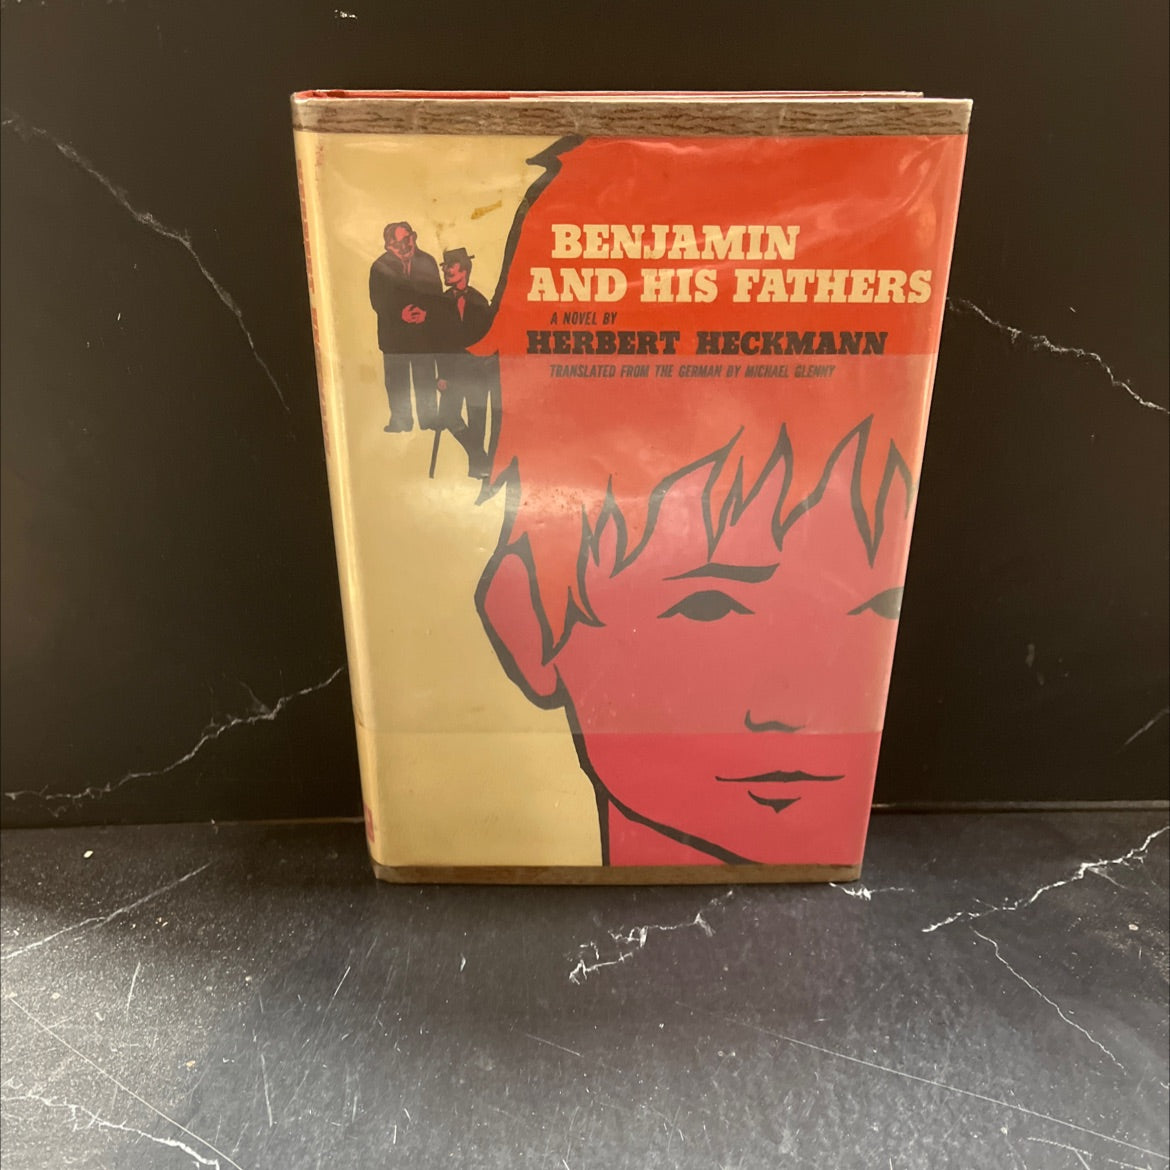 BENJAMIN
AND HIS FATHERS
A NOVEL BY
HERBERT HECKMANN
TRANSLATED FROM THE GERMAN BY MICHAEL GLENNY